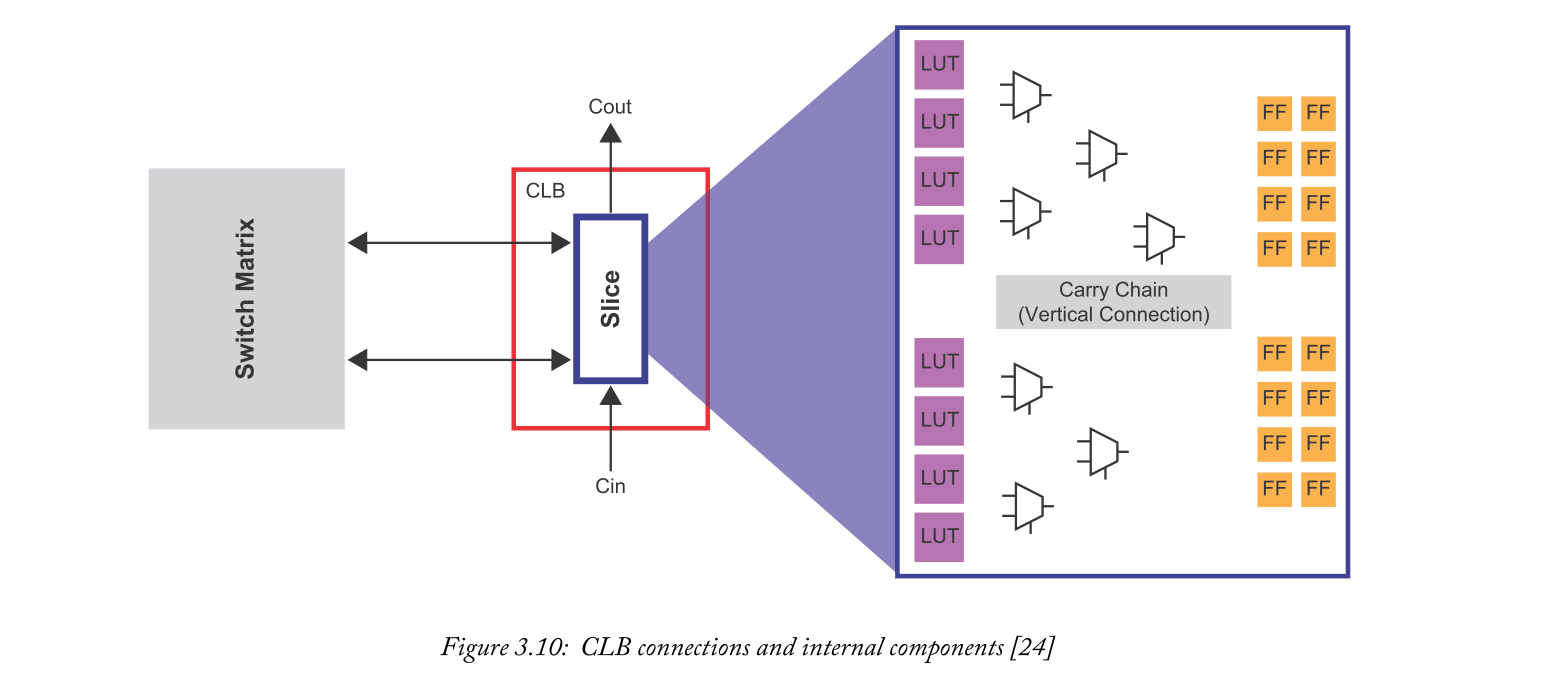 Switch Matrix
Cout
CLB
Slice
Cin
LUT
LUT
LUT
LUT
FF FF
FF FF
FF FF
FF FF
Carry Chain
(Vertical Connection)
LUT
LUT
LUT
LUT
FF FF
FF FF
FF FF
FF FF
Figure 3.10: CLB connections and internal components [24]